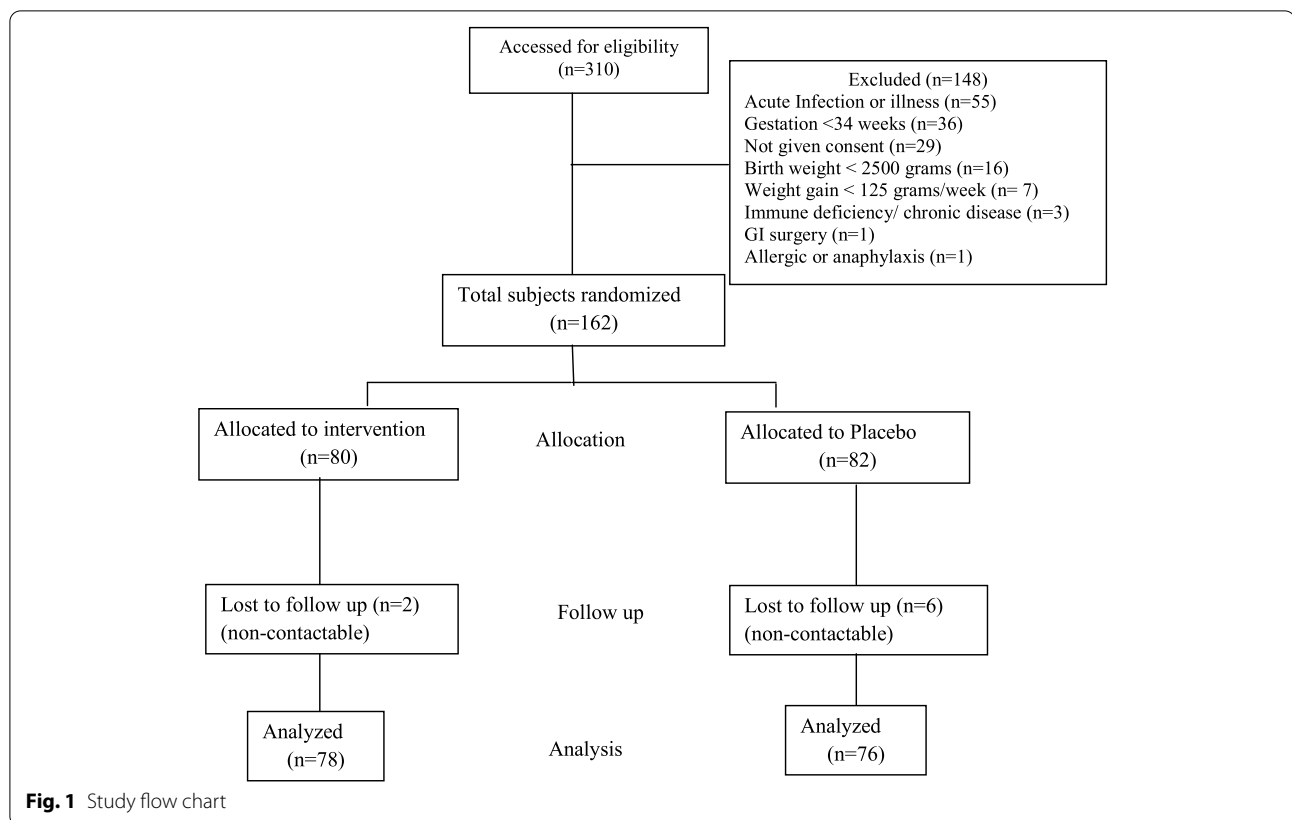 Accessed for eligibility
(n=310)
Excluded (n=148)
Acute Infection or illness (n=55)
Gestation <34 weeks (n=36)
Not given consent (n=29)
Birth weight < 2500 grams (n=16)
Weight gain < 125 grams/week (n= 7)
Immune deficiency/ chronic disease (n=3)
GI surgery (n=1)
Allergic or anaphylaxis (n=1)
Total subjects randomized
(n=162)
Allocated to intervention
(n=80)
Allocation
Allocated to Placebo
(n=82)
Lost to follow up (n=2)
(non-contactable)
Follow up
Lost to follow up (n=6)
(non-contactable)
Analyzed
(n=78)
Analysis
Analyzed
(n=76)
Fig. 1 Study flow chart